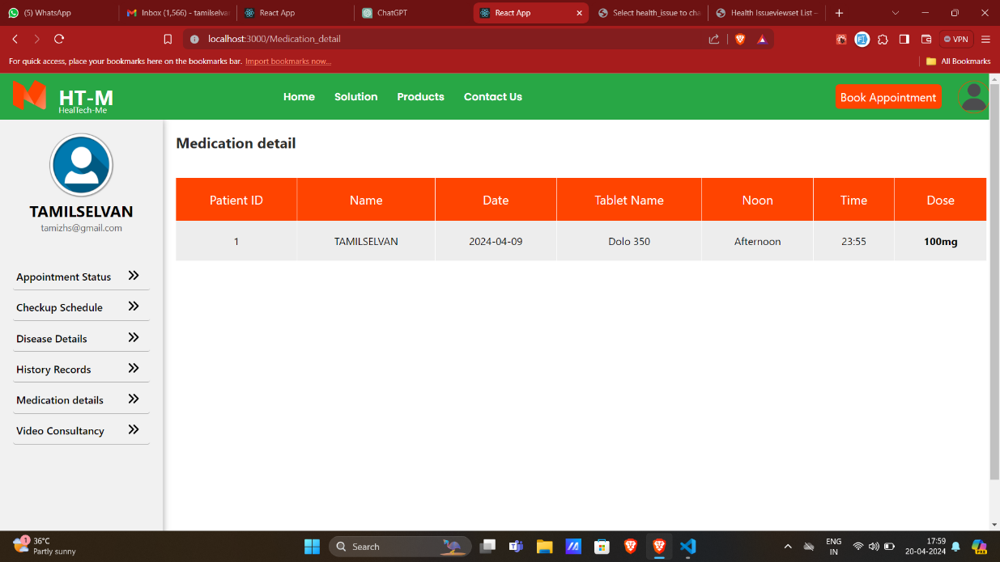 (5) WhatsApp
Inbox (1,566) - tamilselvan
React App
ChatGPT
React App
Select health_issue to cha
Health Issueviewset List –
localhost:3000/Medication_detail
VPN
For quick access, place your bookmarks here on the bookmarks bar. Import bookmarks now...
All Bookmarks
HT-M
HealTech-Me
Home Solution Products Contact Us
Book Appointment
TAMILSELVAN
tamizhs@gmail.com
Appointment Status
Checkup Schedule
Disease Details
History Records
Medication details
Video Consultancy
Medication detail
Patient ID Name Date Tablet Name Noon Time Dose
1 TAMILSELVAN 2024-04-09 Dolo 350 Afternoon 23:55 100mg
1
36°C
Partly sunny
Search
ENG
IN
17:59
20-04-2024
PRE